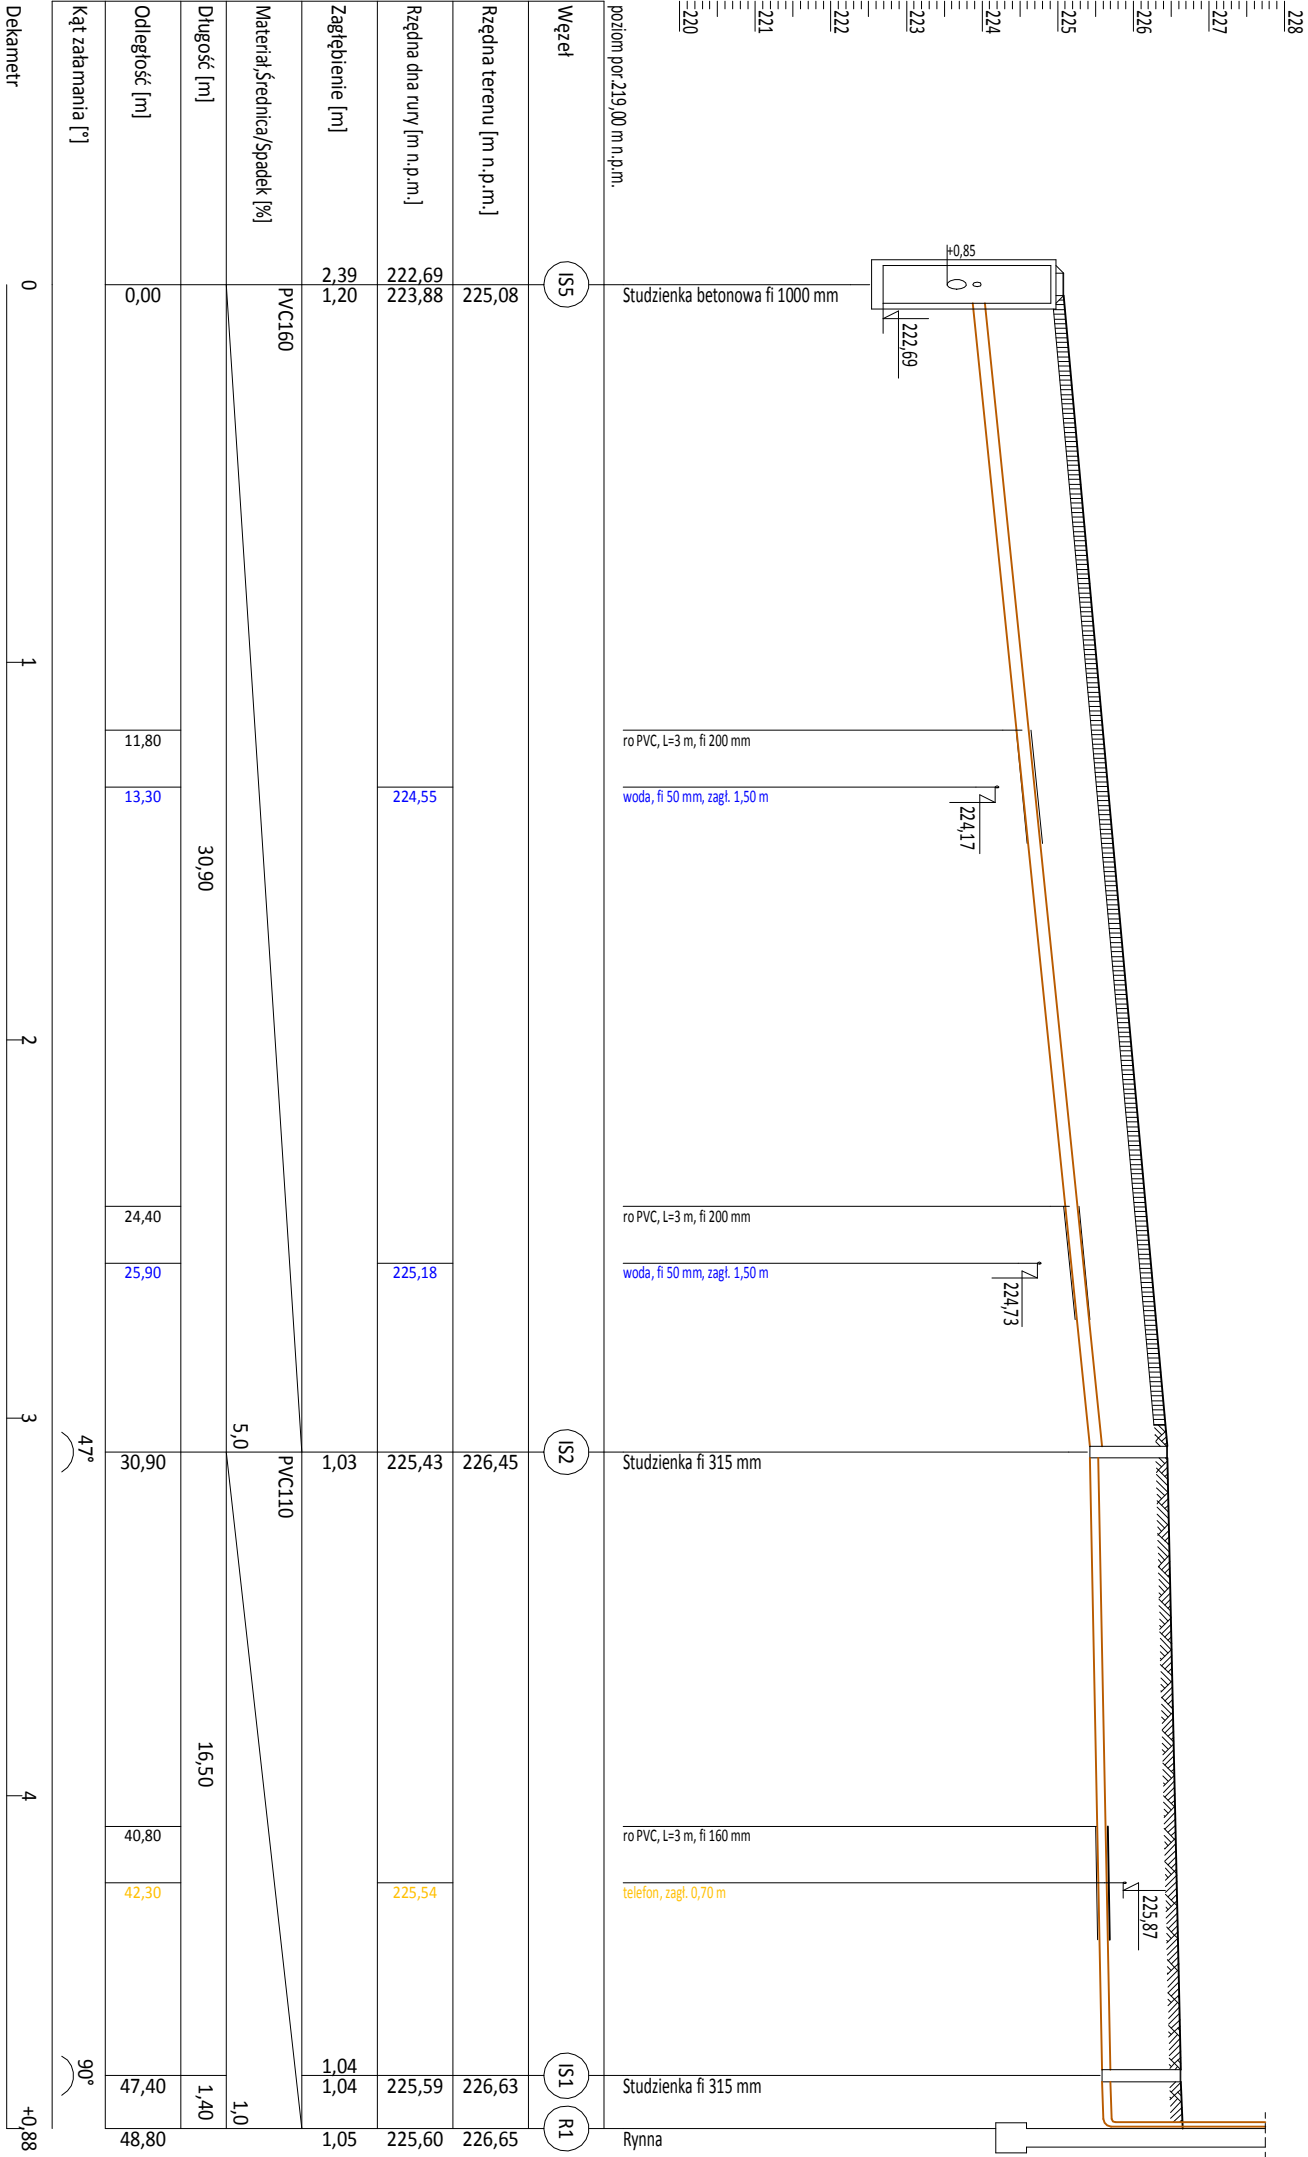 220
221
222
223
224
225
226
227
228
poziom por.219,00 m n.p.m.
Węzeł
IS5
IS2
IS1
R1
Rzędna terenu [m n.p.m.]
225,08
226,45
226,63
226,65
Rzędna dna rury [m n.p.m.]
222,69
223,88
224,55
225,18
225,43
225,54
225,59
225,60
Zagłębienie [m]
2,39
1,20
1,03
1,04
1,04
1,05
Materiał,Średnica/Spadek [%]
PVC160
5,0
PVC110
1,0
Długość [m]
30,90
16,50
1,40
Odległość [m]
0,00
11,80
13,30
24,40
25,90
30,90
40,80
42,30
47,40
48,80
Kąt załamania [°]
47°
90°
Dekametr
0
1
2
3
4
+0,88
Studzienka betonowa fi 1000 mm
+0,85
222,69
ro PVC, L=3 m, fi 200 mm
woda, fi 50 mm, zagł. 1,50 m
224,17
ro PVC, L=3 m, fi 200 mm
woda, fi 50 mm, zagł. 1,50 m
224,73
Studzienka fi 315 mm
ro PVC, L=3 m, fi 160 mm
telefon, zagł. 0,70 m
225,87
Studzienka fi 315 mm
Rynna